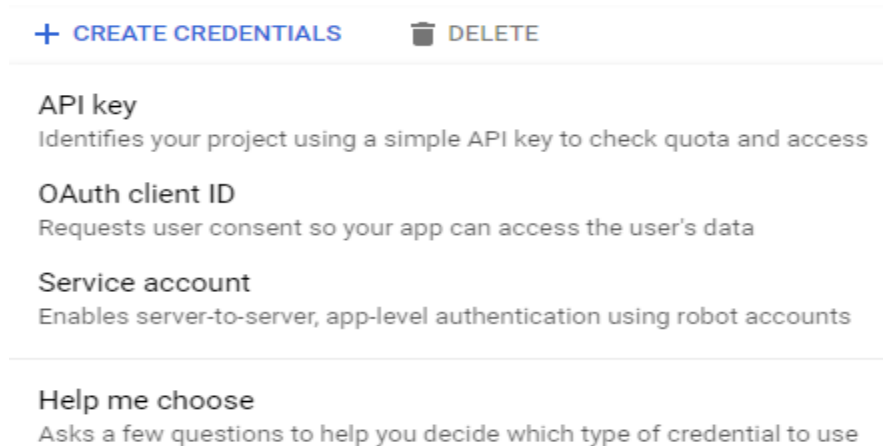 + CREATE CREDENTIALS DELETE
API key
Identifies your project using a simple API key to check quota and access
OAuth client ID
Requests user consent so your app can access the user's data
Service account
Enables server-to-server, app-level authentication using robot accounts
Help me choose
Asks a few questions to help you decide which type of credential to use